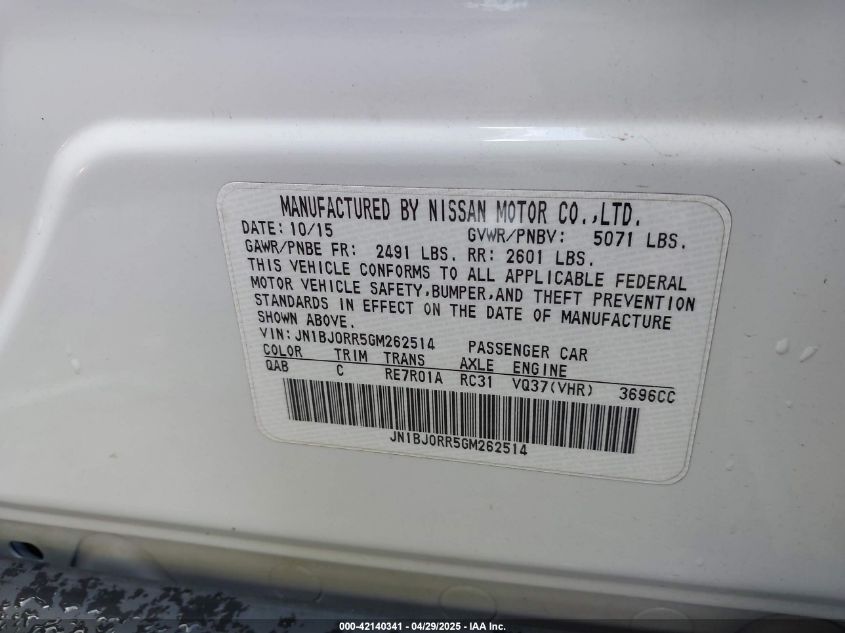 MANUFACTURED BY NISSAN MOTOR CO.,LTD.
DATE: 10/15 GVWR/PNBV: 5071 LBS.
GAWR/PNBE FR: 2491 LBS. RR: 2601 LBS.
THIS VEHICLE CONFORMS TO ALL APPLICABLE FEDERAL
MOTOR VEHICLE SAFETY,BUMPER,AND THEFT PREVENTION
STANDARDS IN EFFECT ON THE DATE OF MANUFACTURE
SHOWN ABOVE.
VIN: JN1BJ0RR5GM262514 PASSENGER CAR
COLOR TRIM TRANS AXLE ENGINE
QAB C RE7R01A RC31 VQ37(VHR) 3696CC
JN1BJ0RR5GM262514
000-42140341 | 04/29/2025 - IAA Inc.